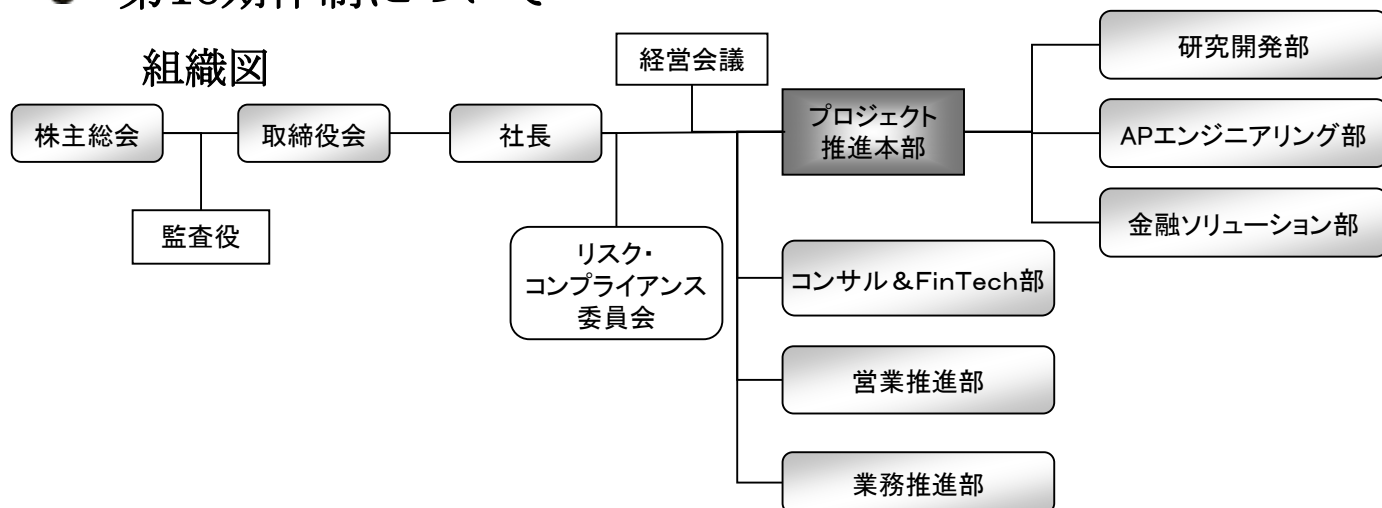 組織図
経営会議
研究開発部
株主総会
取締役会
社長
プロジェクト
推進本部
APエンジニアリング部
監査役
金融ソリューション部
リスク・
コンプライアンス
委員会
コンサル＆FinTech部
営業推進部
業務推進部